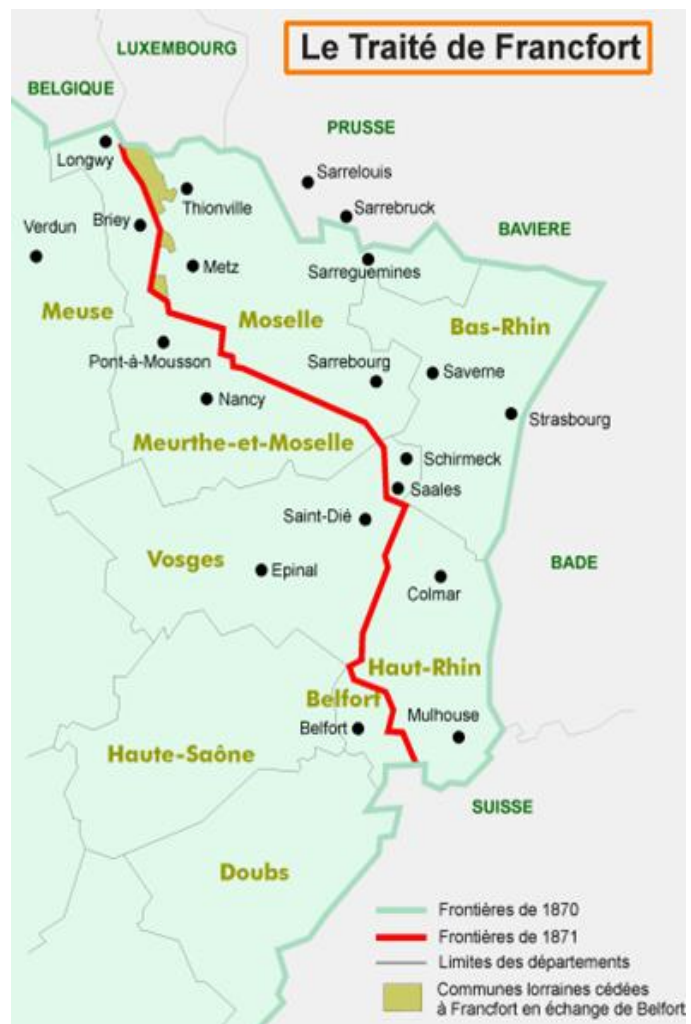 Le Traité de Francfort
LUXEMBOURG
BELGIQUE
PRUSSE
Longwy
Sarrelouis
Thionville
Sarrebruck
Verdun
Briey
BAVIERE
Metz
Sarreguemines
Meuse
Moselle
Bas-Rhin
Pont-à-Mousson
Sarrebourg
Saverne
Nancy
Strasbourg
Meurthe-et-Moselle
Schirmeck
Saales
Saint-Dié
Vosges
Epinal
BADE
Colmar
Haut-Rhin
Belfort
Mulhouse
Belfort
Haute-Saône
SUISSE
Doubs
Frontières de 1870
Frontières de 1871
Limites des départements
Communes lorraines cédées
à Francfort en échange de Belfort